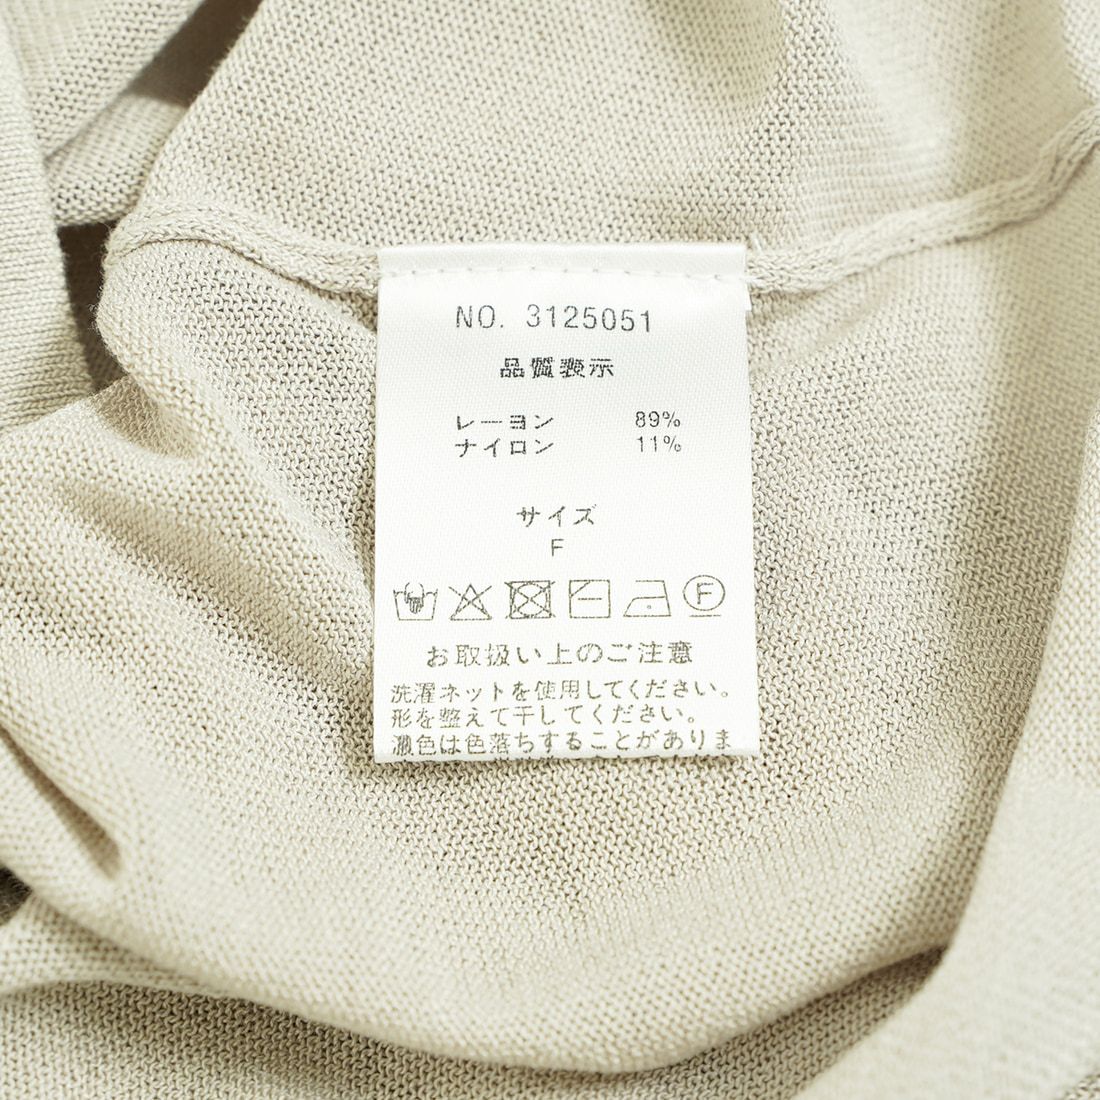 NO. 3125051
品質表示
レーヨン 89%
ナイロン 11%
サイズ
F
F
お取扱い上のご注意
洗濯ネットを使用してください。
形を整えて干してください。
濃色は色落ちすることがありま